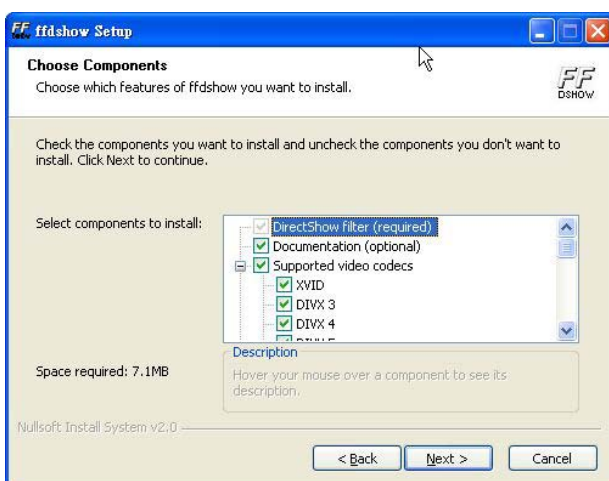 ffdshow Setup
Choose Components
Choose which features of ffdshow you want to install.
FF
DSHOW
Check the components you want to install and uncheck the components you don't want to
install. Click Next to continue.
Select components to install:
DirectShow filter (required)
Documentation (optional)
Supported video codecs
XVID
DIVX 3
DIVX 4
Space required: 7.1MB
Description
Hover your mouse over a component to see its
description.
Nullsoft Install System v2.0
< Back
Next >
Cancel